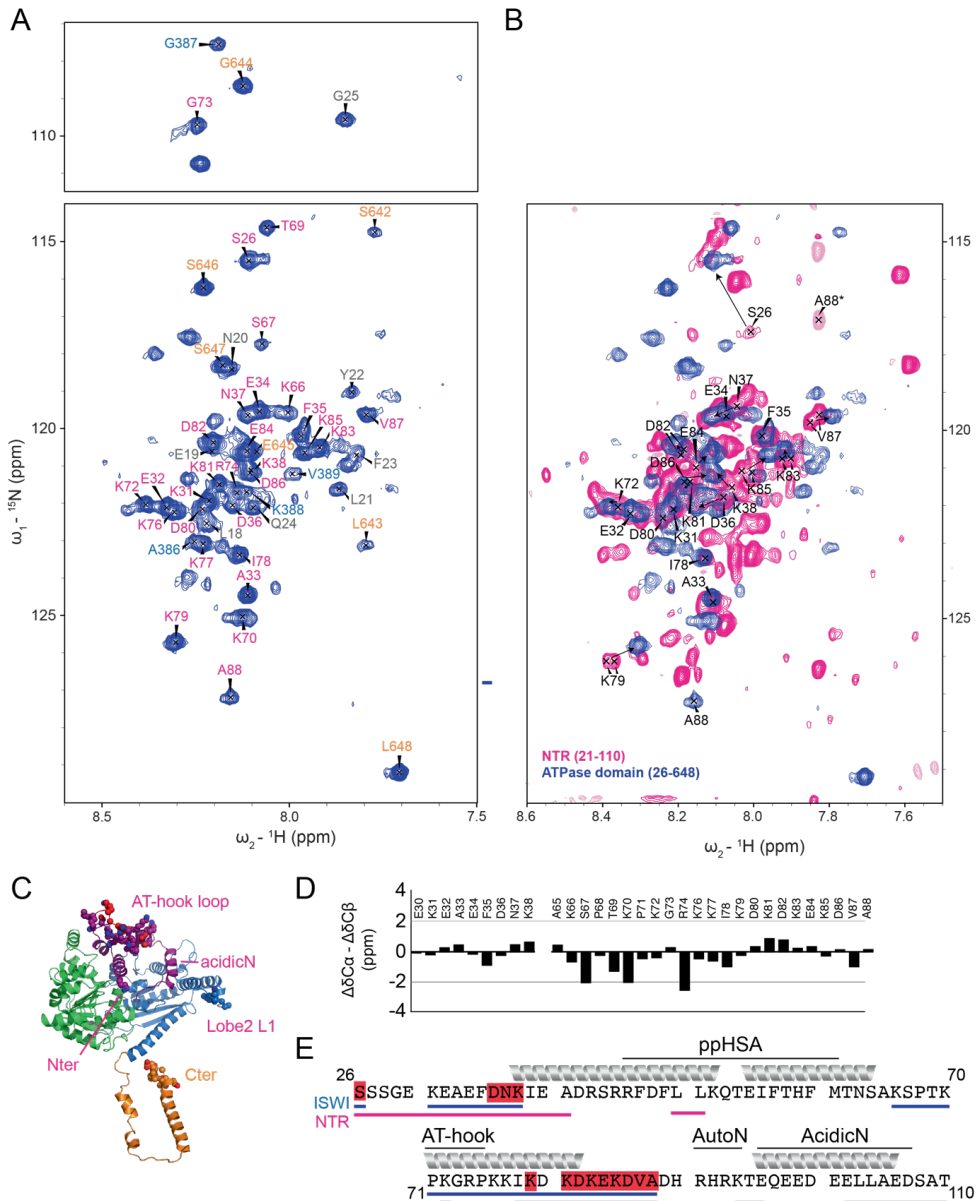 A
B
G387
G644
G73
G25
110
115
T69
S642
S26
S646
S67
N20
S647
Y22
E34
K66
N37
F35
K85
K83
V87
D82
E84
E645
E19
K81
R74
K38
F23
D86
V389
K72
E32
K31
L21
K388
K76
D80
D36
Q24
L18
L643
A386
K77
I78
A33
K79
K70
A88
L648
120
125
8.5
8.0
7.5
ω1 - 15N (ppm)
ω2 - 1H (ppm)
115
S26
A88*
N37
E34
F35
D82
E84
V87
D86
K72
K85
K83
K38
E32
D80
K81
D36
K31
I78
A33
K79
A88
120
125
NTR (21-110)
ATPase domain (26-648)
8.6
8.4
8.2
8.0
7.8
7.6
ω2 - 1H (ppm)
C
AT-hook loop
acidicN
Lobe2 L1
Nter
Cter
D
ΔδCα - ΔδCβ
(ppm)
4
2
0
-2
-4
E30 K31 E32 A33 E34 F35 D36 N37 K38 A65 K66 S67 P68 T69 K70 P71 K72 G73 R74 K76 K77 I78 K79 D80 K81 D82 K83 E84 K85 D86 V87 A88
E
ppHSA
26
70
SSSGEK EAEFDNKIE ADRSRRFDFL LKQTEIFTHF MTNSAKSPTK
ISWI
NTR
AT-hook
AutoN
AcidicN
PKGRPKKIKD KDKEKDVADH RHRKTEQEED EELLAEDSAT
71
110